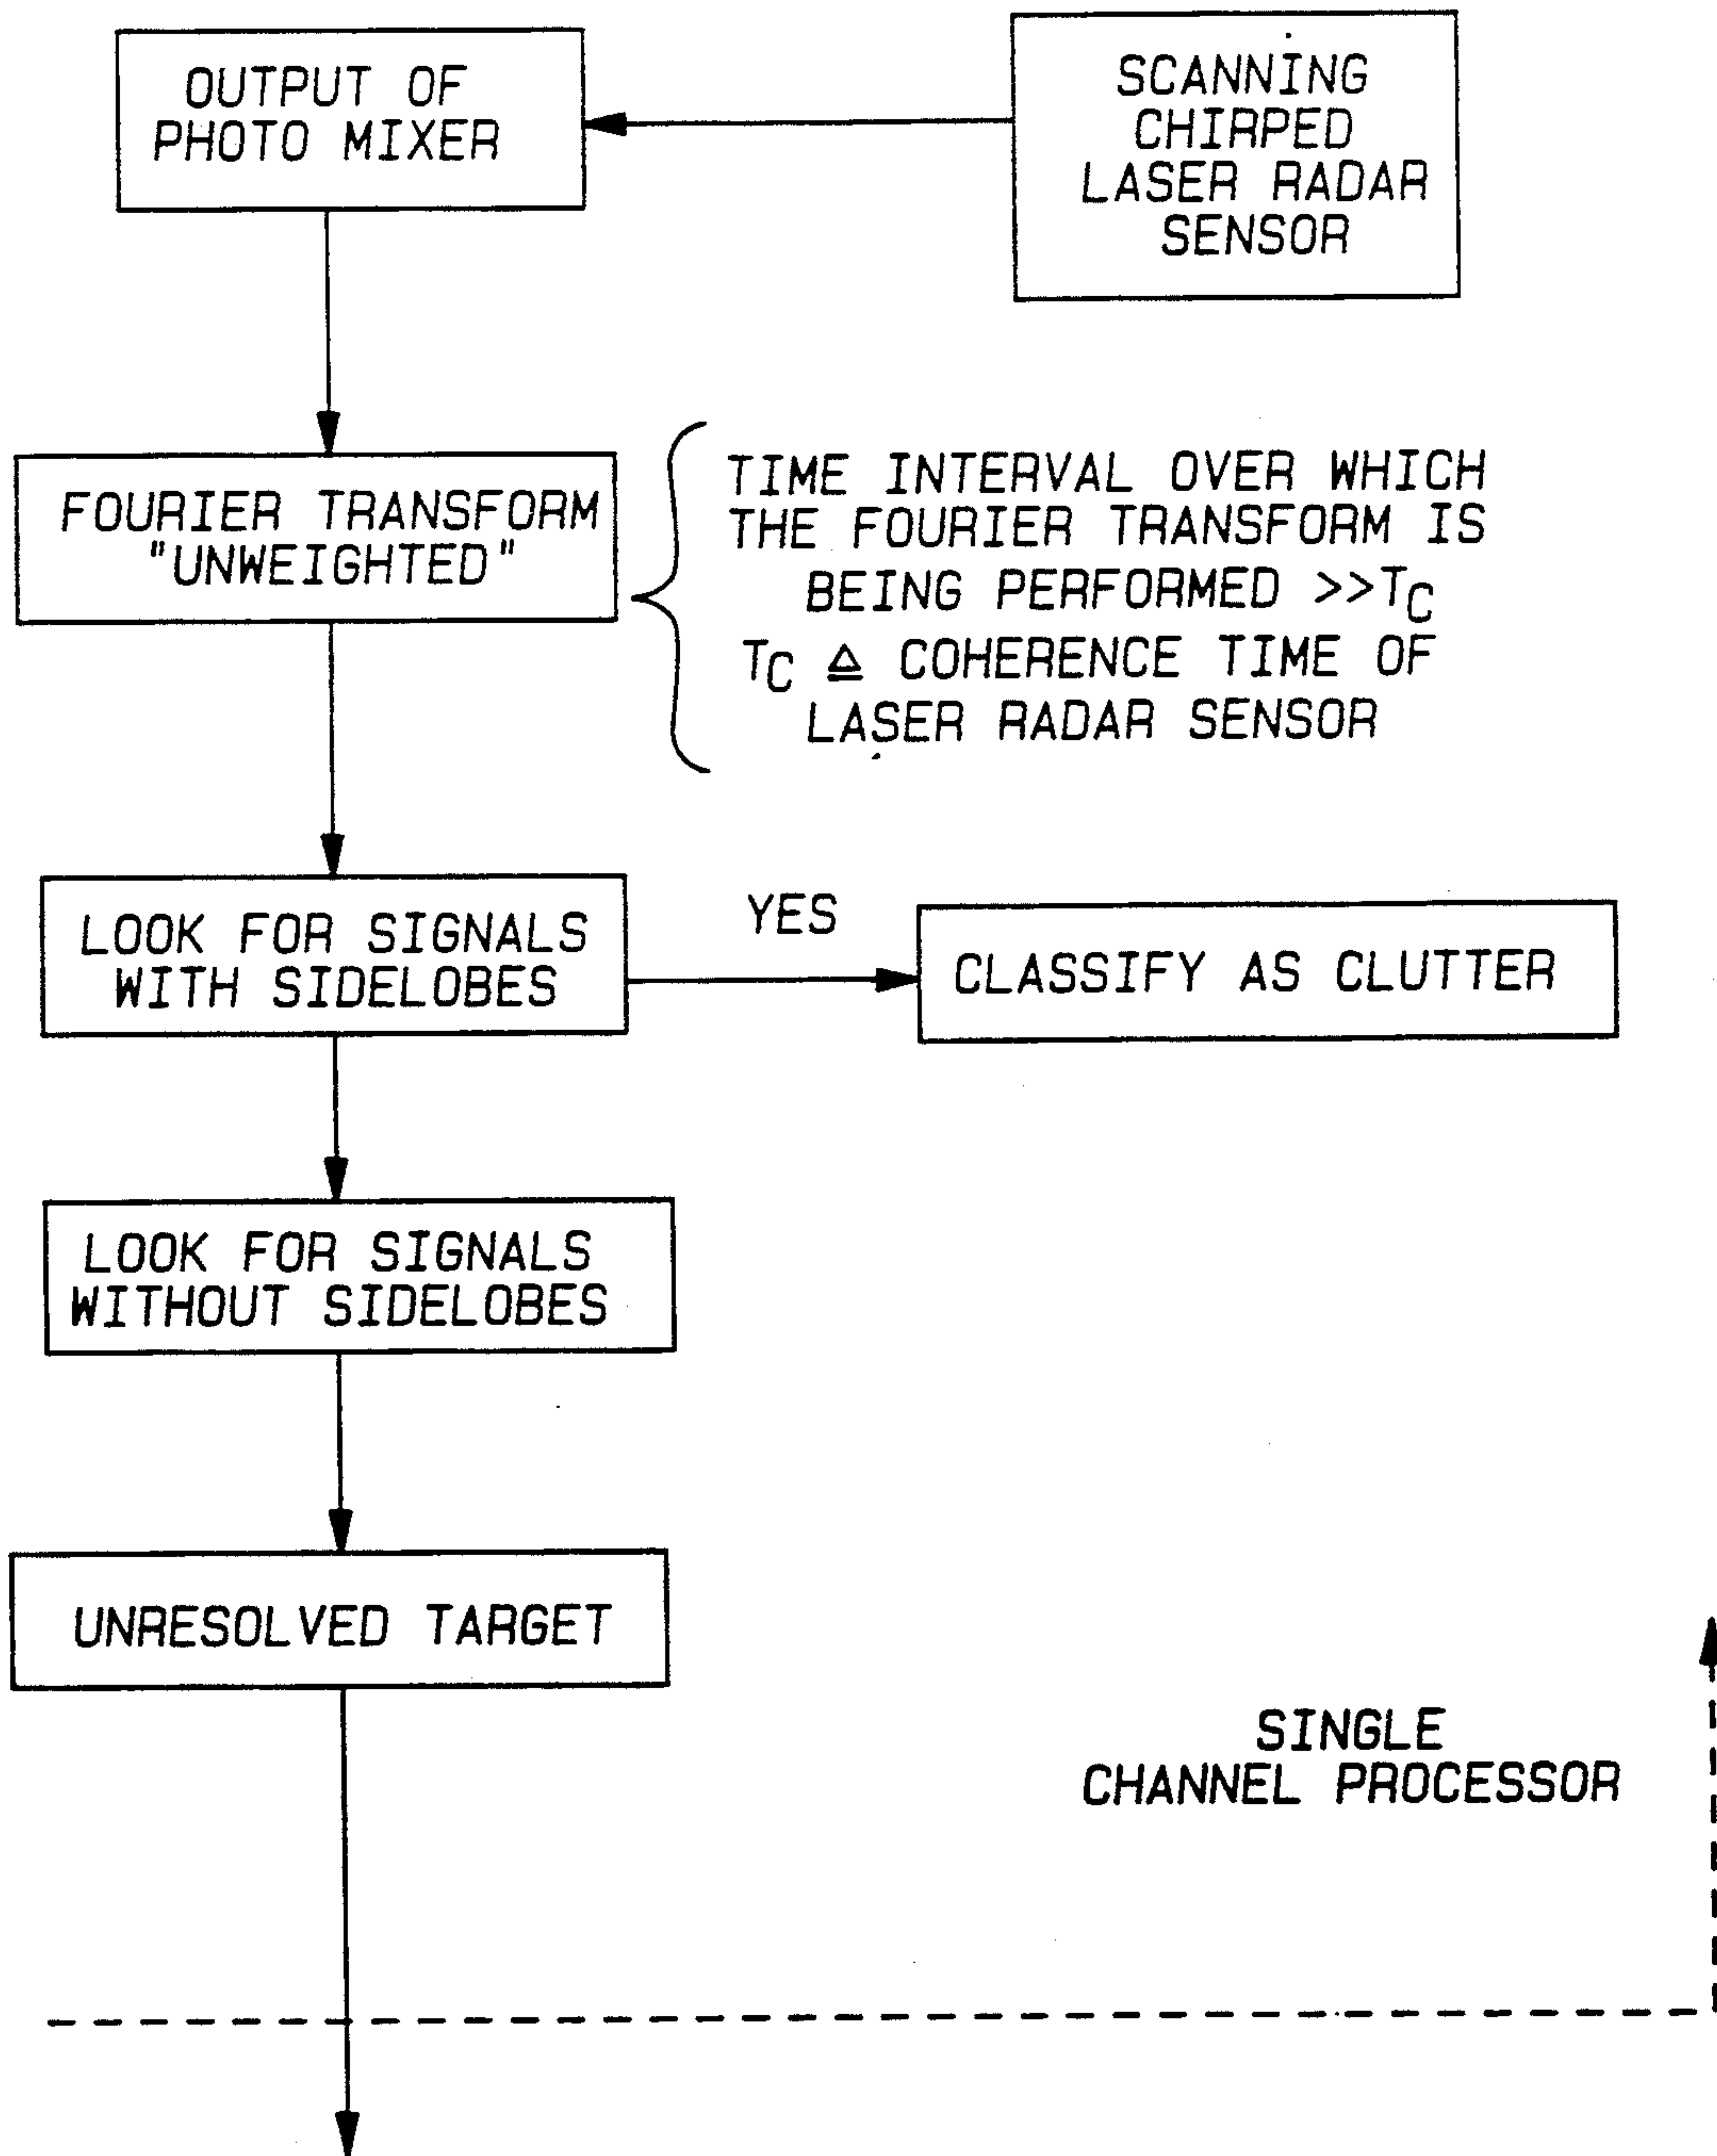 OUTPUT OF
PHOTO MIXER
SCANNING
CHIRPED
LASER RADAR
SENSOR
FOURIER TRANSFORM
"UNWEIGHTED"
TIME INTERVAL OVER WHICH
THE FOURIER TRANSFORM IS
BEING PERFORMED >>TC
TC ≜ COHERENCE TIME OF
LASER RADAR SENSOR
LOOK FOR SIGNALS
WITH SIDELOBES
YES
CLASSIFY AS CLUTTER
LOOK FOR SIGNALS
WITHOUT SIDELOBES
UNRESOLVED TARGET
SINGLE
CHANNEL PROCESSOR